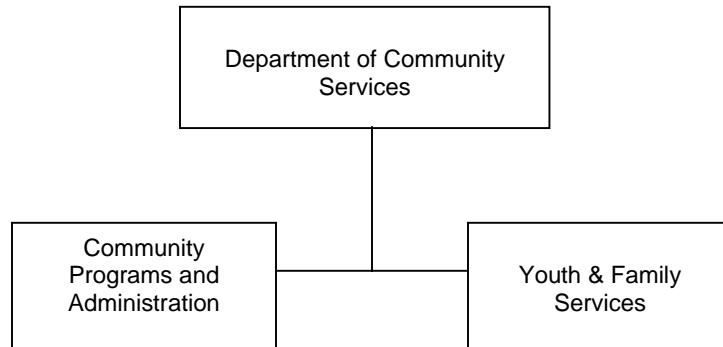 Department of Community
Services
Community
Programs and
Administration
Youth & Family
Services